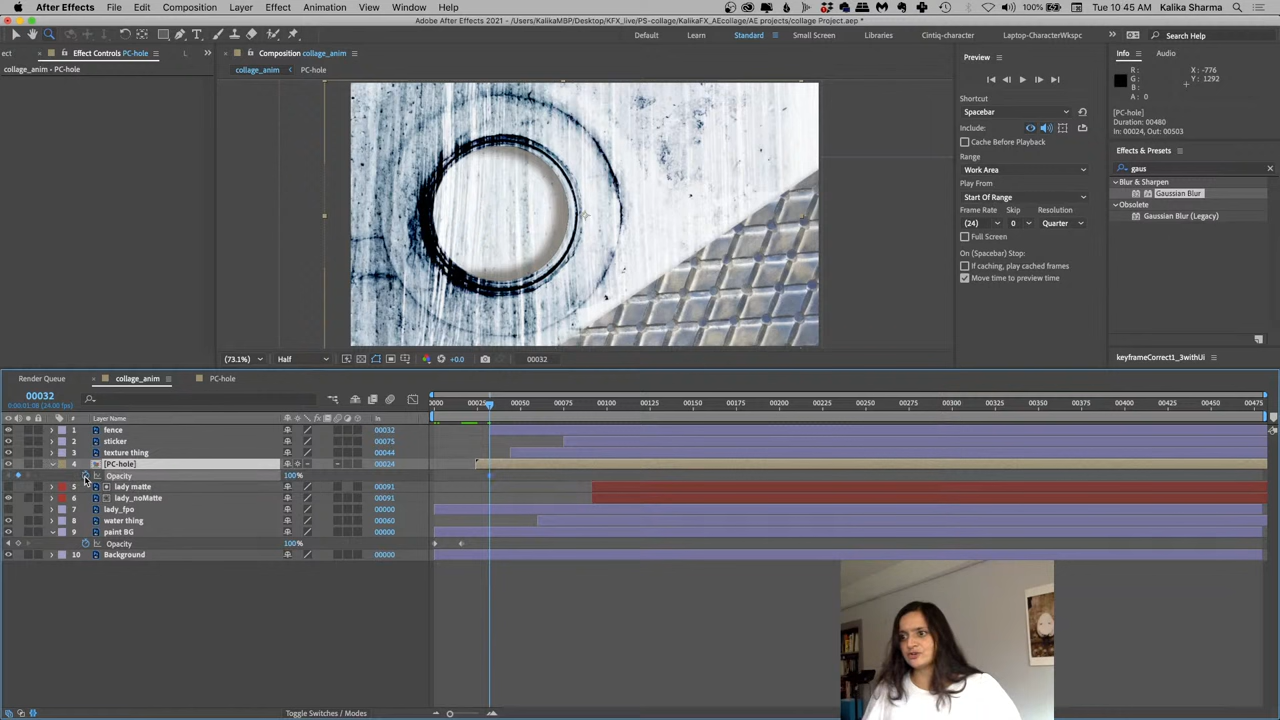 After Effects File Edit Composition Layer Effect Animation View Window Help 100% Tue 10:45 AM Kalika Sharma
Adobe After Effects 2021 - /Users/KalikaMBP/Desktop/KFX_live/PS-collage/KalikaFX_AEcollage/AE projects/collage Project.aep *
Default Learn Standard Small Screen Libraries Cintiq-character Laptop-CharacterWkspc Search Help
ect Effect Controls PC-hole
collage_anim • PC-hole
Composition collage_anim
collage_anim PC-hole
(73.1%) Half +0.0 00032
Preview
Shortcut
Spacebar
Include:
Cache Before Playback
Range
Work Area
Play From
Start Of Range
Frame Rate Skip Resolution
(24) 0 Quarter
Full Screen
On (Spacebar) Stop:
If caching, play cached frames
Move time to preview time
Info Audio
R: X: -776
G: Y: 1292
B:
A: 0
[PC-hole]
Duration: 00480
In: 00024, Out: 00503
Effects & Presets
gaus
Blur & Sharpen
Gaussian Blur
Obsolete
Gaussian Blur (Legacy)
keyframeCorrect1_3withUi
Render Queue collage_anim PC-hole
00032
0:00:01:08 (24.00 fps)
# Layer Name fx In
0000 00025 00050 00075 00100 00125 00150 00175 00200 00225 00250 00275 00300 00325 00350 00375 00400 00425 00450 00475
1 fence 00032
2 sticker 00075
3 texture thing 00044
4 [PC-hole] 00024
Opacity 100%
5 lady matte 00091
6 lady_noMatte 00091
7 lady_fpo 00000
8 water thing 00060
9 paint BG 00000
Opacity 100%
10 Background 00000
Toggle Switches / Modes